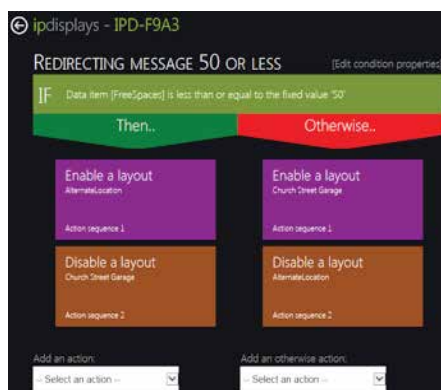 ipdisplays - IPD-F9A3
REDIRECTING MESSAGE 50 OR LESS
[Edit condition properties]
IF Data item [FreeSpaces] is less than or equal to the fixed value '50'
Then..
Otherwise..
Enable a layout
AlternateLocation
Action sequence 1
Enable a layout
Church Street Garage
Action sequence 1
Disable a layout
Church Street Garage
Action sequence 2
Disable a layout
AlternateLocation
Action sequence 2
Add an action:
-- Select an action --
Add an otherwise action:
-- Select an action --